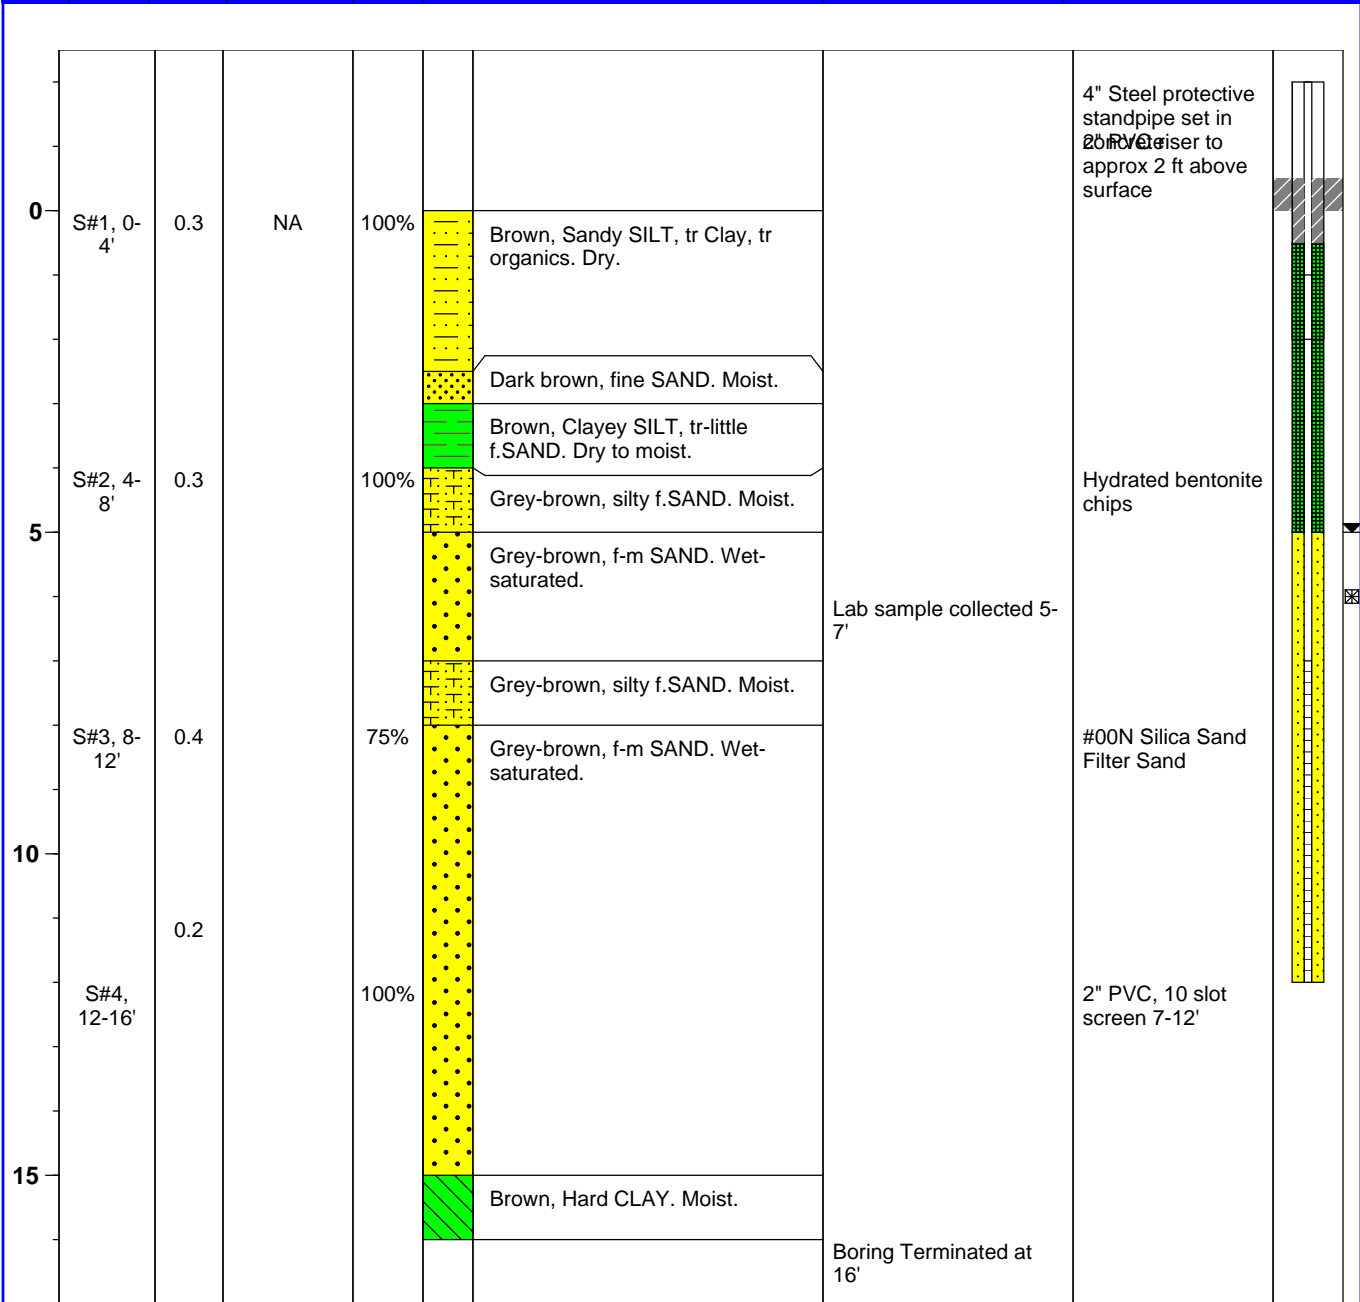 4" Steel protective
standpipe set in
concrete
2" PVC riser to
approx 2 ft above
surface
0
S#1, 0-
4'
0.3
NA
100%
Brown, Sandy SILT, tr Clay, tr
organics. Dry.
Dark brown, fine SAND. Moist.
Brown, Clayey SILT, tr-little
f.SAND. Dry to moist.
S#2, 4-
8'
0.3
100%
Grey-brown, silty f.SAND. Moist.
Hydrated bentonite
chips
5
Grey-brown, f-m SAND. Wet-
saturated.
Lab sample collected 5-
7'
Grey-brown, silty f.SAND. Moist.
S#3, 8-
12'
0.4
75%
Grey-brown, f-m SAND. Wet-
saturated.
#00N Silica Sand
Filter Sand
10
0.2
S#4,
12-16'
100%
2" PVC, 10 slot
screen 7-12'
15
Brown, Hard CLAY. Moist.
Boring Terminated at
16'